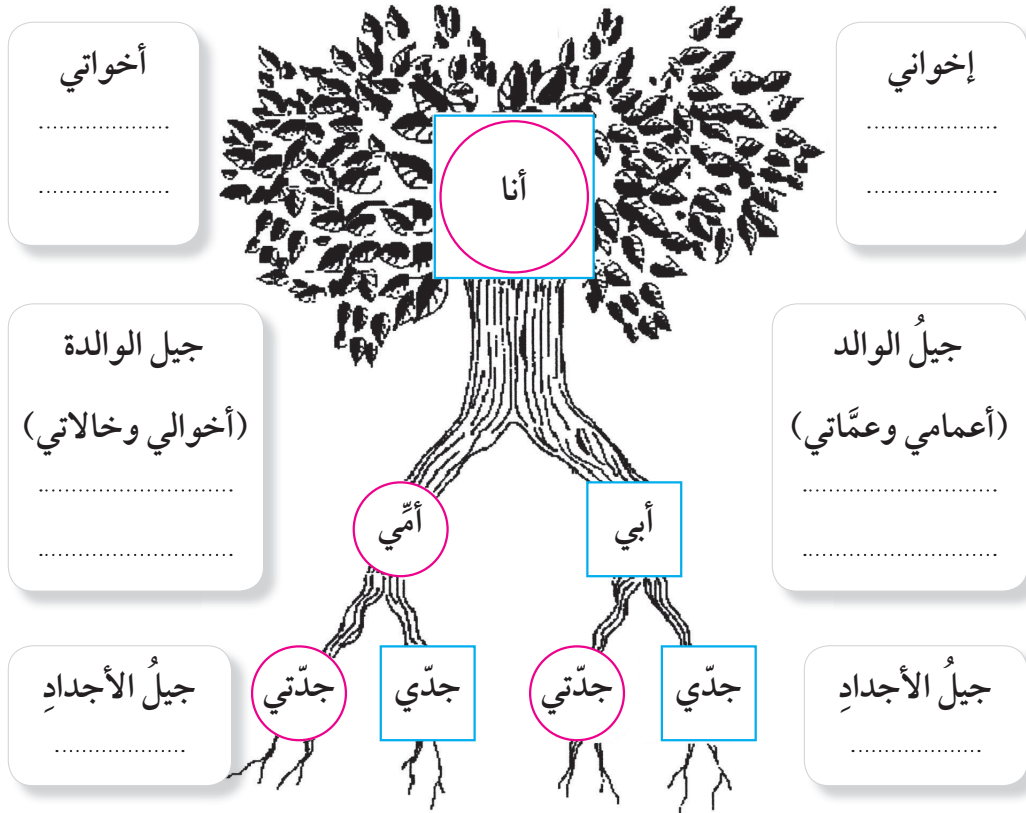 إخواني
...................
...................
أخواتي
...................
...................
أنا
جيلُ الوالد
(أعمامي وعمَّاتي)
............................
............................
جيل الوالدة
(أخوالي وخالاتي)
............................
............................
أبي
أمِّي
جيلُ الأجدادِ
...................
جدّي
جدّتي
جدّي
جدّتي
جيلُ الأجدادِ
...................